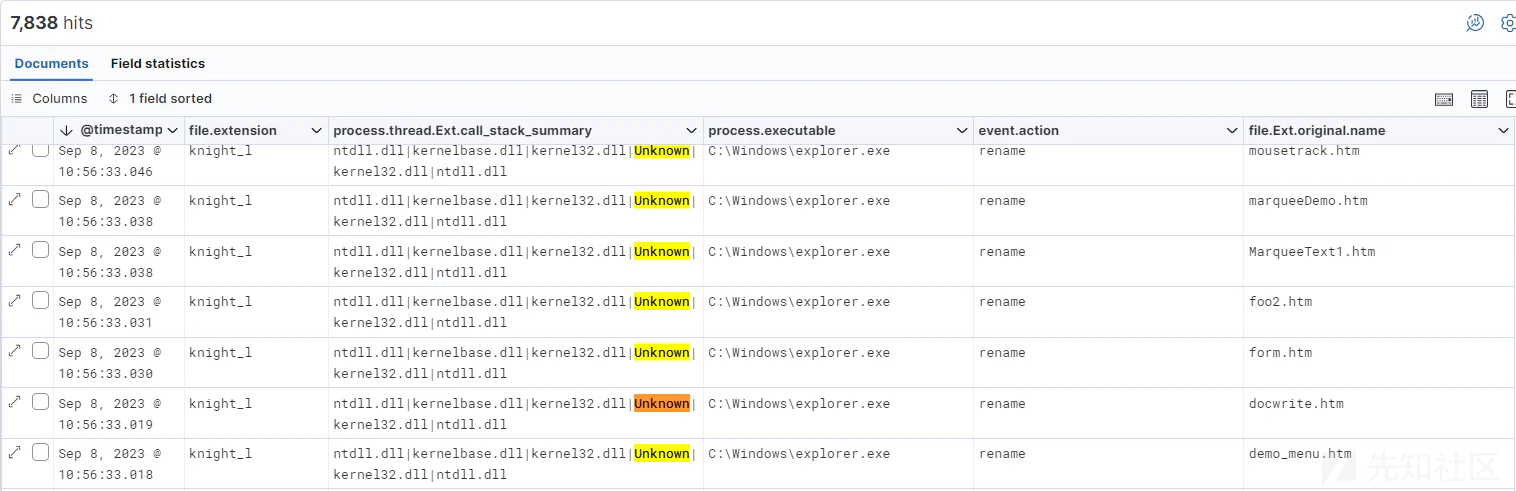 7,838 hits
Documents Field statistics
Columns 1 field sorted
@timestamp file.extension process.thread.Ext.call_stack_summary process.executable event.action file.Ext.original.name
Sep 8, 2023 @ knight_l ntdll.dll|kernelbase.dll|kernel32.dll|Unknown| C:\Windows\explorer.exe rename mousetrack.htm
10:56:33.046 kernel32.dll|ntdll.dll
Sep 8, 2023 @ knight_l ntdll.dll|kernelbase.dll|kernel32.dll|Unknown| C:\Windows\explorer.exe rename marqueeDemo.htm
10:56:33.038 kernel32.dll|ntdll.dll
Sep 8, 2023 @ knight_l ntdll.dll|kernelbase.dll|kernel32.dll|Unknown| C:\Windows\explorer.exe rename MarqueeText1.htm
10:56:33.038 kernel32.dll|ntdll.dll
Sep 8, 2023 @ knight_l ntdll.dll|kernelbase.dll|kernel32.dll|Unknown| C:\Windows\explorer.exe rename foo2.htm
10:56:33.031 kernel32.dll|ntdll.dll
Sep 8, 2023 @ knight_l ntdll.dll|kernelbase.dll|kernel32.dll|Unknown| C:\Windows\explorer.exe rename form.htm
10:56:33.030 kernel32.dll|ntdll.dll
Sep 8, 2023 @ knight_l ntdll.dll|kernelbase.dll|kernel32.dll|Unknown| C:\Windows\explorer.exe rename docwrite.htm
10:56:33.019 kernel32.dll|ntdll.dll
Sep 8, 2023 @ knight_l ntdll.dll|kernelbase.dll|kernel32.dll|Unknown| C:\Windows\explorer.exe rename demo_menu.htm
10:56:33.018 kernel32.dll|ntdll.dll
先知社区